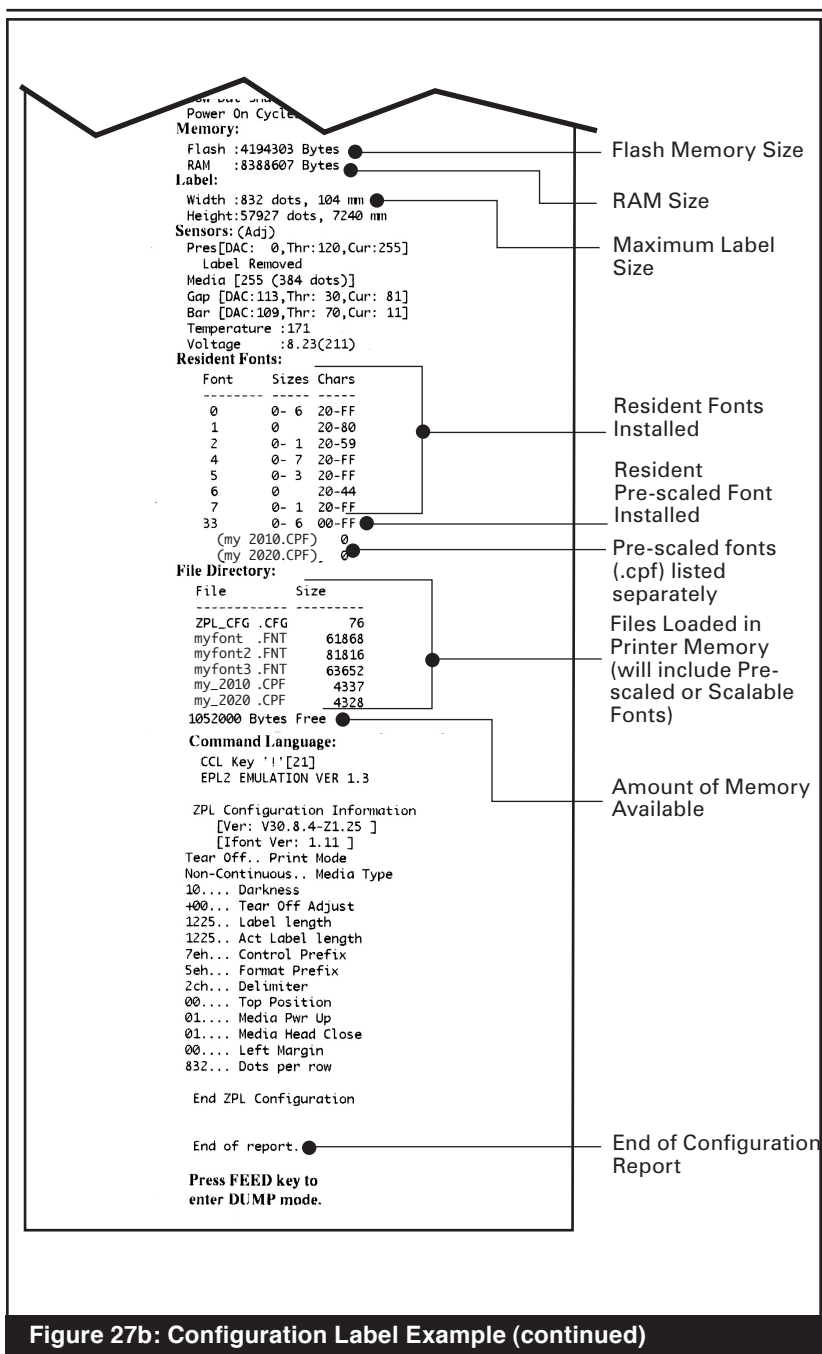 Power On Cycles
Memory:
Flash :4194303 Bytes
RAM :8388607 Bytes
Label:
Width :832 dots, 104 mm
Height:57927 dots, 7240 mm
Sensors: (Adj)
Pres[DAC: 0,Thr:120,Cur:255]
Label Removed
Media [255 (384 dots)]
Gap [DAC:113,Thr: 30,Cur: 81]
Bar [DAC:109,Thr: 70,Cur: 11]
Temperature :171
Voltage :8.23(211)
Resident Fonts:
Font Sizes Chars
-------- ----- -----
0 0- 6 20-FF
1 0 20-80
2 0- 1 20-59
4 0- 7 20-FF
5 0- 3 20-FF
6 0 20-44
7 0- 1 20-FF
33 0- 6 00-FF
(my 2010.CPF) 0
(my 2020.CPF) 0
File Directory:
File Size
------------- ---------
ZPL_CFG .CFG 76
myfont .FNT 61868
myfont2 .FNT 81816
myfont3 .FNT 63652
my_2010 .CPF 4337
my_2020 .CPF 4328
1052000 Bytes Free
Command Language:
CCL Key '!'[21]
EPL2 EMULATION VER 1.3
ZPL Configuration Information
[Ver: V30.8.4-Z1.25 ]
[Ifont Ver: 1.11 ]
Tear Off.. Print Mode
Non-Continuous.. Media Type
10.... Darkness
+00... Tear Off Adjust
1225.. Label length
1225.. Act Label length
7eh... Control Prefix
5eh... Format Prefix
2ch... Delimiter
00.... Top Position
01.... Media Pwr Up
01.... Media Head Close
00.... Left Margin
832... Dots per row
End ZPL Configuration
End of report.
Press FEED key to
enter DUMP mode.
Flash Memory Size
RAM Size
Maximum Label
Size
Resident Fonts
Installed
Resident
Pre-scaled Font
Installed
Pre-scaled fonts
(.cpf) listed
separately
Files Loaded in
Printer Memory
(will include Pre-
scaled or Scalable
Fonts)
Amount of Memory
Available
End of Configuration
Report
Figure 27b: Configuration Label Example (continued)